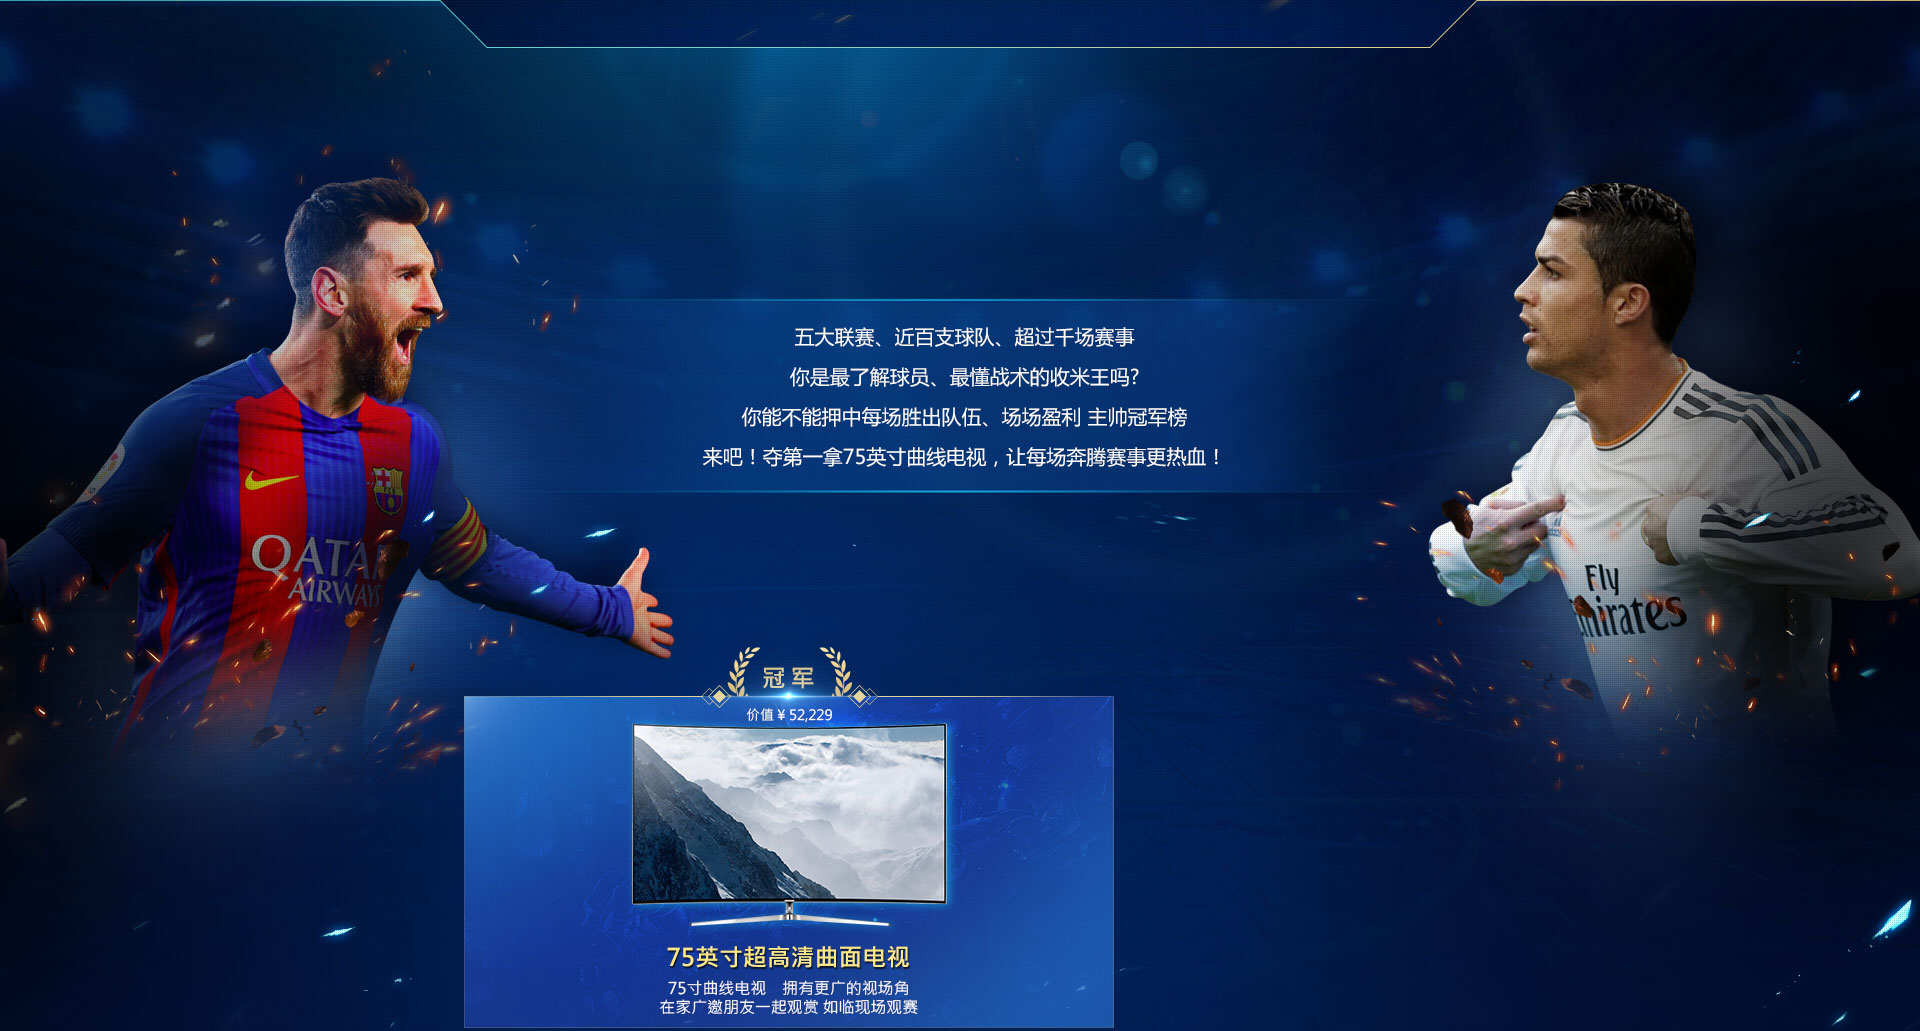 五大联赛、近百支球队、超过千场赛事
你是最了解球员、最懂战术的收米王吗?
你能不能押中每场胜出队伍、场场盈利 主帅冠军榜
来吧！夺第一拿75英寸曲线电视，让每场奔腾赛事更热血！
QATAR
AIRWAYS
Fly
Emirates
冠军
价值 ¥ 52,229
75英寸超高清曲面电视
75寸曲线电视 拥有更广的视场角
在家广邀朋友一起观赏 如临现场观赛